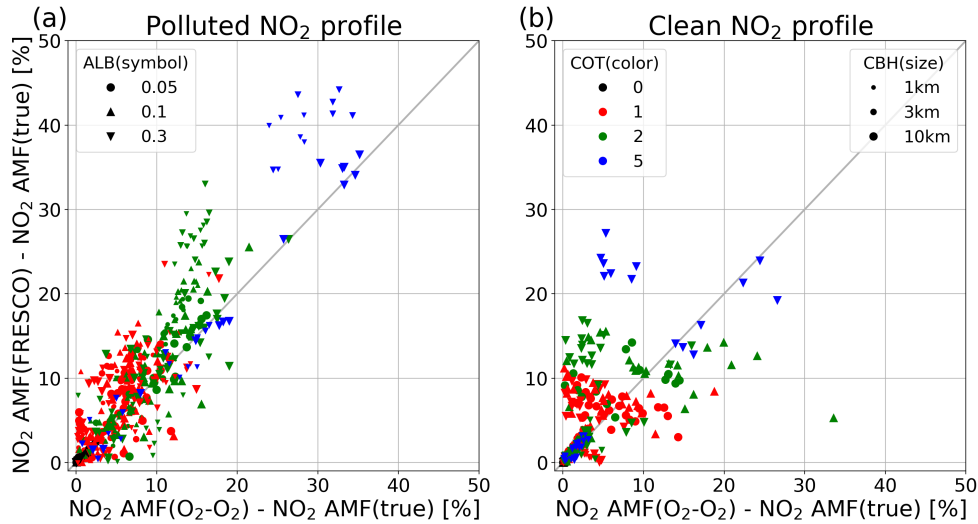 (a)
Polluted NO₂ profile
NO₂ AMF(FRESCO) - NO₂ AMF(true) [%]
50
40
30
20
10
0
ALB(symbol)
0.05
0.1
0.3
0 10 20 30 40 50
NO₂ AMF(O₂-O₂) - NO₂ AMF(true) [%]
(b)
Clean NO₂ profile
50
40
30
20
10
0
COT(color)
0
1
2
5
CBH(size)
1km
3km
10km
0 10 20 30 40 50
NO₂ AMF(O₂-O₂) - NO₂ AMF(true) [%]